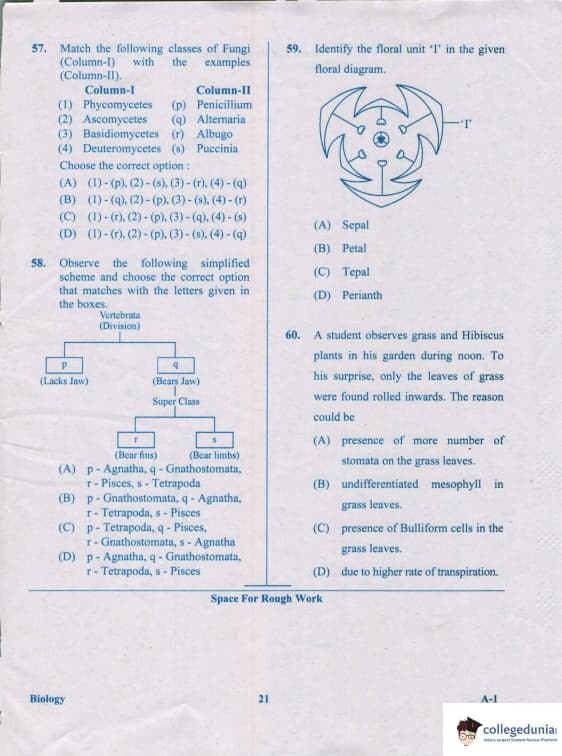 57. Match the following classes of Fungi
(Column-I) with the examples
(Column-II).
Column-I Column-II
(1) Phycomycetes (p) Penicillium
(2) Ascomycetes (q) Alternaria
(3) Basidiomycetes (r) Albugo
(4) Deuteromycetes (s) Puccinia
Choose the correct option :
(A) (1) - (p), (2) - (s), (3) - (r), (4) - (q)
(B) (1) - (q), (2) - (p), (3) - (s), (4) - (r)
(C) (1) - (r), (2) - (p), (3) - (q), (4) - (s)
(D) (1) - (r), (2) - (p), (3) - (s), (4) - (q)
58. Observe the following simplified
scheme and choose the correct option
that matches with the letters given in
the boxes.
Vertebrata
(Division)
p q
(Lacks Jaw) (Bears Jaw)
Super Class
r s
(Bear fins) (Bear limbs)
(A) p - Agnatha, q - Gnathostomata,
r - Pisces, s - Tetrapoda
(B) p - Gnathostomata, q - Agnatha,
r - Tetrapoda, s - Pisces
(C) p - Tetrapoda, q - Pisces,
r - Gnathostomata, s - Agnatha
(D) p - Agnatha, q - Gnathostomata,
r - Tetrapoda, s - Pisces
59. Identify the floral unit ‘I’ in the given
floral diagram.
‘I’
(A) Sepal
(B) Petal
(C) Tepal
(D) Perianth
60. A student observes grass and Hibiscus
plants in his garden during noon. To
his surprise, only the leaves of grass
were found rolled inwards. The reason
could be
(A) presence of more number of
stomata on the grass leaves.
(B) undifferentiated mesophyll in
grass leaves.
(C) presence of Bulliform cells in the
grass leaves.
(D) due to higher rate of transpiration.
Space For Rough Work
Biology 21 A-1
collegedunia
India's largest Student Review Platform